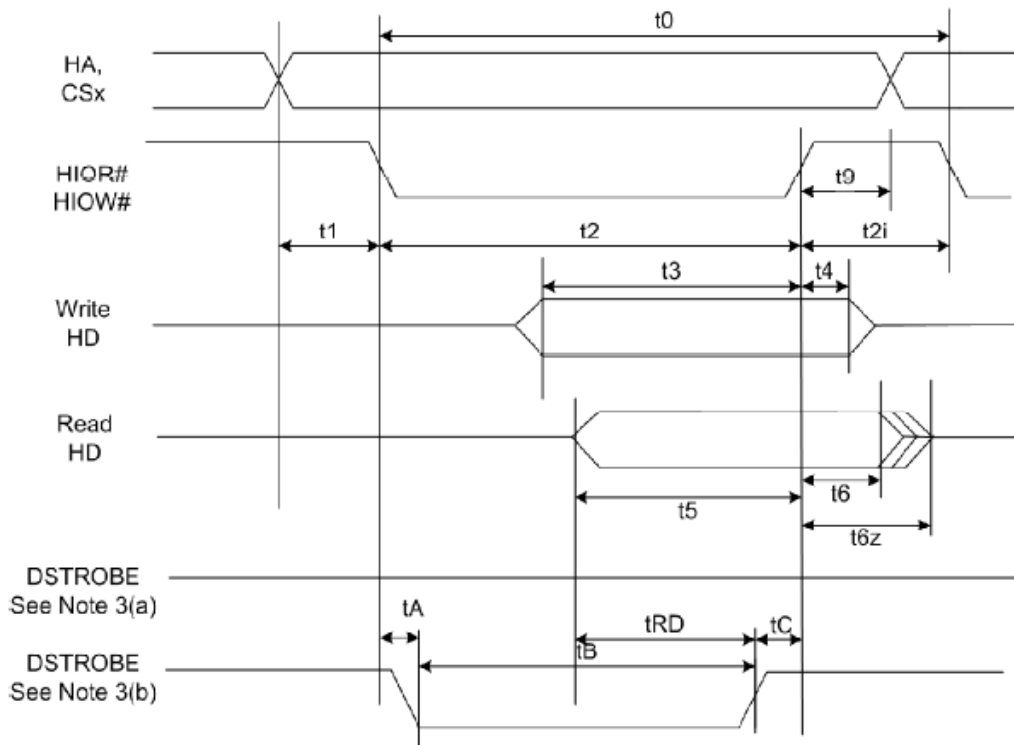 t0
HA,
CSx
HIOR#
HIOW#
t9
t1
t2
t2i
t3
t4
Write
HD
Read
HD
t6
t5
t6z
DSTROBE
See Note 3(a)
tA
tRD
tC
tB
DSTROBE
See Note 3(b)